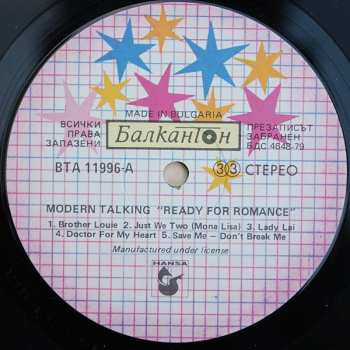 MADE IN BULGARIA
ВСИЧКИ ПРАВА ЗАПАЗЕНИ
Балкантон
ПРЕЗАПИСЪТ ЗАБРАНЕН БДС 4648-79
ВТА 11996-А
33 СТЕРЕО
MODERN TALKING "READY FOR ROMANCE"
1. Brother Louie 2. Just We Two (Mona Lisa) 3. Lady Lai
4. Doctor For My Heart 5. Save Me – Don't Break Me
Manufactured under license
HANSA